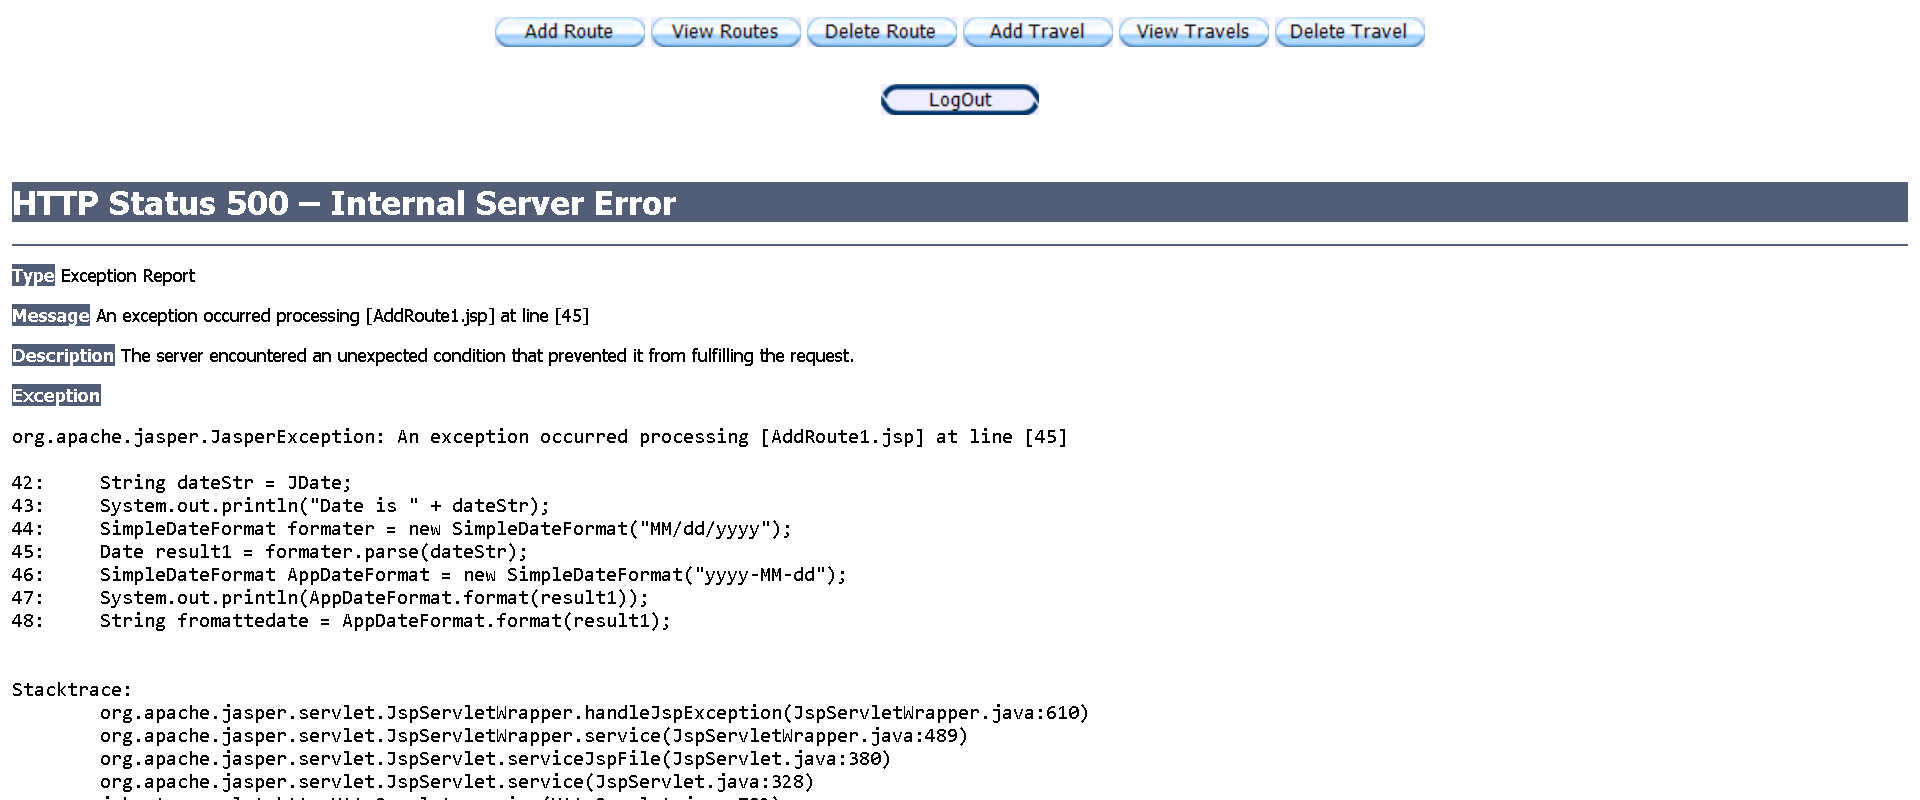 Add Route View Routes Delete Route Add Travel View Travels Delete Travel
LogOut
HTTP Status 500 – Internal Server Error
Type Exception Report
Message An exception occurred processing [AddRoute1.jsp] at line [45]
Description The server encountered an unexpected condition that prevented it from fulfilling the request.
Exception
org.apache.jasper.JasperException: An exception occurred processing [AddRoute1.jsp] at line [45]
42:     String dateStr = JDate;
43:     System.out.println("Date is " + dateStr);
44:     SimpleDateFormat formater = new SimpleDateFormat("MM/dd/yyyy");
45:     Date result1 = formater.parse(dateStr);
46:     SimpleDateFormat AppDateFormat = new SimpleDateFormat("yyyy-MM-dd");
47:     System.out.println(AppDateFormat.format(result1));
48:     String fromattedate = AppDateFormat.format(result1);
Stacktrace:
org.apache.jasper.servlet.JspServletWrapper.handleJspException(JspServletWrapper.java:610)
org.apache.jasper.servlet.JspServletWrapper.service(JspServletWrapper.java:489)
org.apache.jasper.servlet.JspServlet.serviceJspFile(JspServlet.java:380)
org.apache.jasper.servlet.JspServlet.service(JspServlet.java:328)